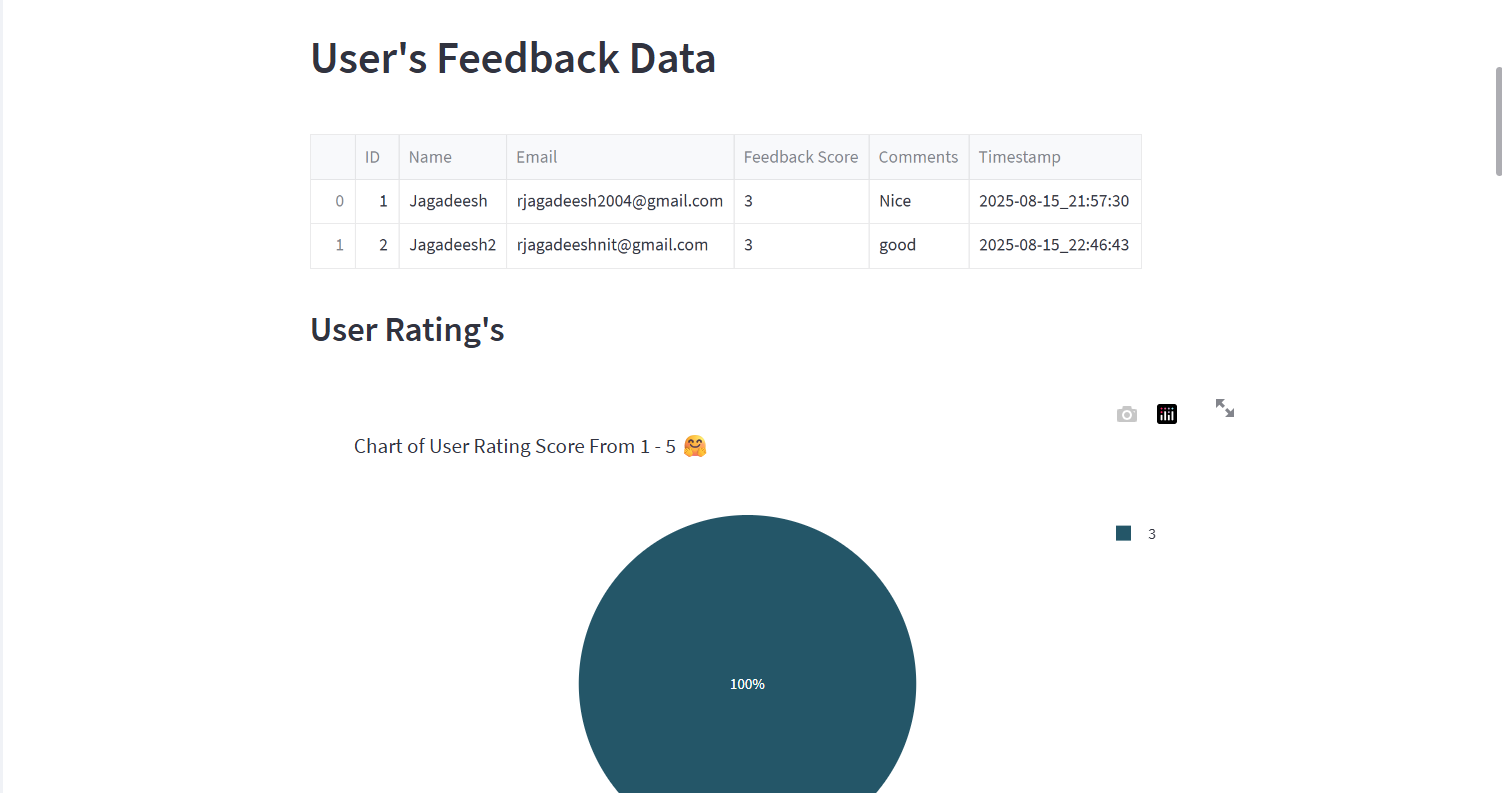 User's Feedback Data
ID Name Email Feedback Score Comments Timestamp
0 1 Jagadeesh rjagadeesh2004@gmail.com 3 Nice 2025-08-15_21:57:30
1 2 Jagadeesh2 rjagadeeshnit@gmail.com 3 good 2025-08-15_22:46:43
User Rating's
Chart of User Rating Score From 1 - 5 🤗
3
100%